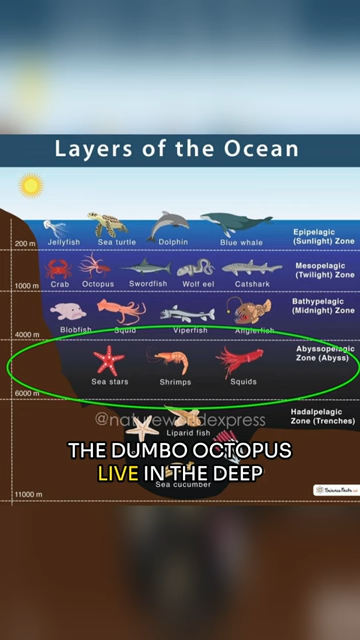 Layers of the Ocean
Jellyfish
Sea turtle
Dolphin
Blue whale
Epipelagic
(Sunlight) Zone
200 m
Crab
Octopus
Swordfish
Wolf eel
Catshark
Mesopelagic
(Twilight) Zone
1000 m
Blobfish
Squid
Viperfish
Anglerfish
Bathypelagic
(Midnight) Zone
4000 m
Sea stars
Shrimps
Squids
Abyssopelagic
Zone (Abyss)
6000 m
@natureworldexpress
Liparid fish
Hadalpelagic
Zone (Trenches)
THE DUMBO OCTOPUS
LIVE IN THE DEEP
Sea cucumber
11000 m